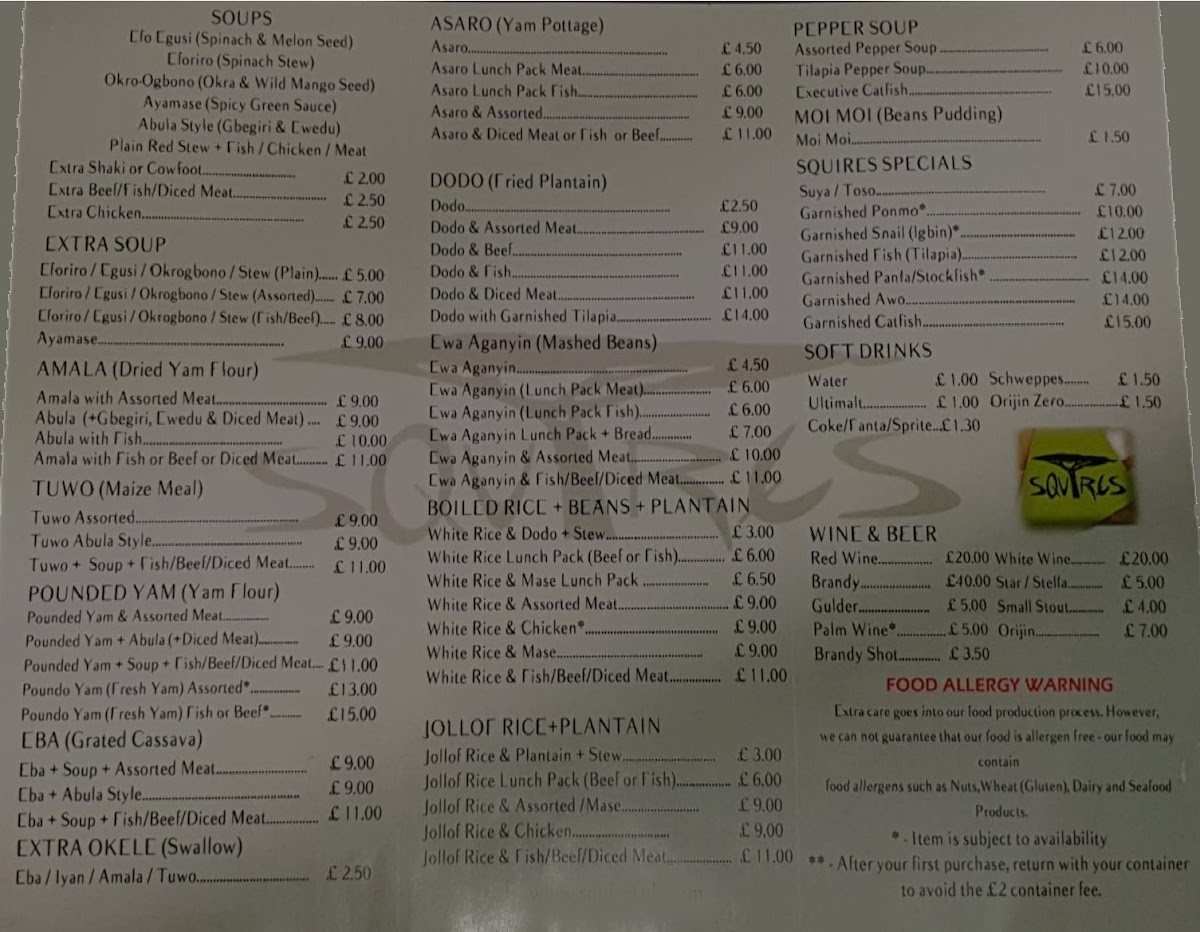 SOUPS
Efo Egusi (Spinach & Melon Seed)
Eforiro (Spinach Stew)
Okro-Ogbono (Okra & Wild Mango Seed)
Ayamase (Spicy Green Sauce)
Abula Style (Gbegiri & Ewedu)
Plain Red Stew + Fish / Chicken / Meat
Extra Shaki or Cowfoot........................ £ 2.00
Extra Beef/Fish/Diced Meat........................ £ 2.50
Extra Chicken........................ £ 2.50
EXTRA SOUP
Eforiro / Egusi / Okrogbono / Stew (Plain)...... £ 5.00
Eforiro / Egusi / Okrogbono / Stew (Assorted)...... £ 7.00
Eforiro / Egusi / Okrogbono / Stew (Fish/Beef).... £ 8.00
Ayamase........................ £ 9.00
AMALA (Dried Yam Flour)
Amala with Assorted Meat........................ £ 9.00
Abula (+Gbegiri, Ewedu & Diced Meat) .... £ 9.00
Abula with Fish........................ £ 10.00
Amala with Fish or Beef or Diced Meat......... £ 11.00
TUWO (Maize Meal)
Tuwo Assorted........................ £ 9.00
Tuwo Abula Style........................ £ 9.00
Tuwo + Soup + Fish/Beef/Diced Meat....... £ 11.00
POUNDED YAM (Yam Flour)
Pounded Yam & Assorted Meat............ £ 9.00
Pounded Yam + Abula (+Diced Meat)........... £ 9.00
Pounded Yam + Soup + Fish/Beef/Diced Meat.... £11.00
Poundo Yam (Fresh Yam) Assorted*............... £13.00
Poundo Yam (Fresh Yam) Fish or Beef*.......... £15.00
EBA (Grated Cassava)
Eba + Soup + Assorted Meat........................ £ 9.00
Eba + Abula Style........................ £ 9.00
Eba + Soup + Fish/Beef/Diced Meat............... £ 11.00
EXTRA OKELE (Swallow)
Eba / Iyan / Amala / Tuwo........................ £ 2.50
ASARO (Yam Pottage)
Asaro........................ £ 4.50
Asaro Lunch Pack Meat........................ £ 6.00
Asaro Lunch Pack Fish........................ £ 6.00
Asaro & Assorted........................ £ 9.00
Asaro & Diced Meat or Fish or Beef.......... £ 11.00
DODO (Fried Plantain)
Dodo........................ £2.50
Dodo & Assorted Meat........................ £9.00
Dodo & Beef........................ £11.00
Dodo & Fish........................ £11.00
Dodo & Diced Meat........................ £11.00
Dodo with Garnished Tilapia........................ £14.00
Ewa Aganyin (Mashed Beans)
Ewa Aganyin........................ £ 4.50
Ewa Aganyin (Lunch Pack Meat)........................ £ 6.00
Ewa Aganyin (Lunch Pack Fish)........................ £ 6.00
Ewa Aganyin Lunch Pack + Bread............ £ 7.00
Ewa Aganyin & Assorted Meat........................ £ 10.00
Ewa Aganyin & Fish/Beef/Diced Meat............. £ 11.00
BOILED RICE + BEANS + PLANTAIN
White Rice & Dodo + Stew........................ £ 3.00
White Rice Lunch Pack (Beef or Fish)............. £ 6.00
White Rice & Mase Lunch Pack .................. £ 6.50
White Rice & Assorted Meat........................ £ 9.00
White Rice & Chicken*........................ £ 9.00
White Rice & Mase........................ £ 9.00
White Rice & Fish/Beef/Diced Meat............... £ 11.00
JOLLOF RICE+PLANTAIN
Jollof Rice & Plantain + Stew........................ £ 3.00
Jollof Rice Lunch Pack (Beef or Fish)................ £ 6.00
Jollof Rice & Assorted /Mase........................ £ 9.00
Jollof Rice & Chicken........................ £ 9.00
Jollof Rice & Fish/Beef/Diced Meat.................. £ 11.00
PEPPER SOUP
Assorted Pepper Soup ........................ £ 6.00
Tilapia Pepper Soup........................ £10.00
Executive Catfish........................ £15.00
MOI MOI (Beans Pudding)
Moi Moi........................ £ 1.50
SQUIRES SPECIALS
Suya / Toso........................ £ 7.00
Garnished Ponmo*........................ £10.00
Garnished Snail (Igbin)*........................ £12.00
Garnished Fish (Tilapia)........................ £12.00
Garnished Panla/Stockfish* ........................ £14.00
Garnished Awo........................ £14.00
Garnished Catfish........................ £15.00
SOFT DRINKS
Water £ 1.00 Schweppes....... £ 1.50
Ultimalt.................. £ 1.00 Orijin Zero...............£ 1.50
Coke/Fanta/Sprite...£1.30
SQUIRES
SQUIRES
WINE & BEER
Red Wine............... £20.00 White Wine.......... £20.00
Brandy.................... £40.00 Star / Stella.......... £ 5.00
Gulder.................... £ 5.00 Small Stout.......... £ 4.00
Palm Wine*..............£ 5.00 Orijin.................. £ 7.00
Brandy Shot............ £ 3.50
FOOD ALLERGY WARNING
Extra care goes into our food production process. However,
we can not guarantee that our food is allergen free - our food may
contain
food allergens such as Nuts,Wheat (Gluten), Dairy and Seafood
Products.
* - Item is subject to availability
** - After your first purchase, return with your container
to avoid the £2 container fee.